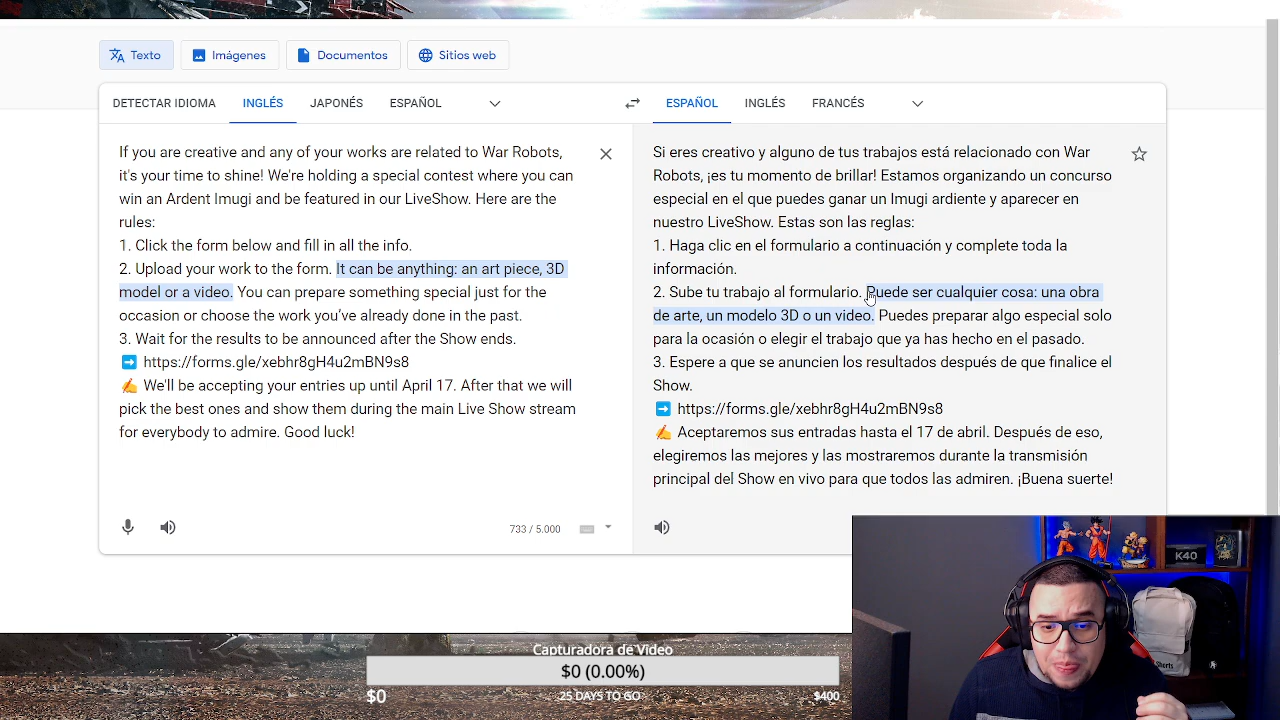 Texto Imágenes Documentos Sitios web
DETECTAR IDIOMA INGLÉS JAPONÉS ESPAÑOL
ESPAÑOL INGLÉS FRANCÉS
If you are creative and any of your works are related to War Robots,
it's your time to shine! We're holding a special contest where you can
win an Ardent Imugi and be featured in our LiveShow. Here are the
rules:
1. Click the form below and fill in all the info.
2. Upload your work to the form. It can be anything: an art piece, 3D
model or a video. You can prepare something special just for the
occasion or choose the work you've already done in the past.
3. Wait for the results to be announced after the Show ends.
➡️ https://forms.gle/xebhr8gH4u2mBN9s8
✍️ We'll be accepting your entries up until April 17. After that we will
pick the best ones and show them during the main Live Show stream
for everybody to admire. Good luck!
733 / 5.000
Si eres creativo y alguno de tus trabajos está relacionado con War
Robots, ¡es tu momento de brillar! Estamos organizando un concurso
especial en el que puedes ganar un Imugi ardiente y aparecer en
nuestro LiveShow. Estas son las reglas:
1. Haga clic en el formulario a continuación y complete toda la
información.
2. Sube tu trabajo al formulario. Puede ser cualquier cosa: una obra
de arte, un modelo 3D o un video. Puedes preparar algo especial solo
para la ocasión o elegir el trabajo que ya has hecho en el pasado.
3. Espere a que se anuncien los resultados después de que finalice el
Show.
➡️ https://forms.gle/xebhr8gH4u2mBN9s8
✍️ Aceptaremos sus entradas hasta el 17 de abril. Después de eso,
elegiremos las mejores y las mostraremos durante la transmisión
principal del Show en vivo para que todos las admiren. ¡Buena suerte!
K40
Shorts
Capturadora de Video
$0 (0.00%)
$0 25 DAYS TO GO $400